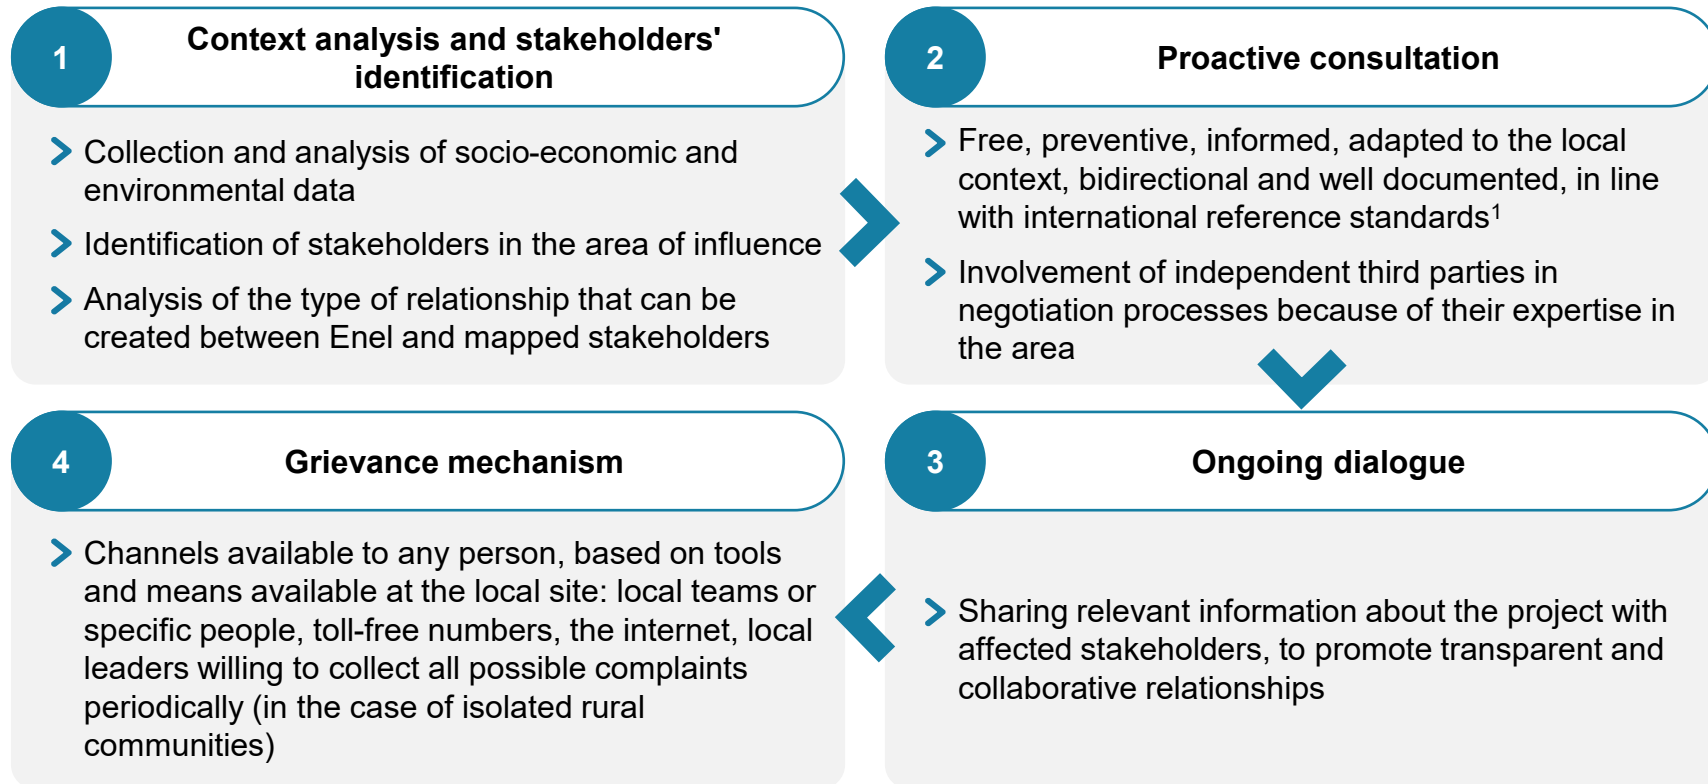 1
Context analysis and stakeholders'
identification
Collection and analysis of socio-economic and
environmental data
Identification of stakeholders in the area of influence
Analysis of the type of relationship that can be
created between Enel and mapped stakeholders
2
Proactive consultation
Free, preventive, informed, adapted to the local
context, bidirectional and well documented, in line
with international reference standards¹
Involvement of independent third parties in
negotiation processes because of their expertise in
the area
3
Ongoing dialogue
Sharing relevant information about the project with
affected stakeholders, to promote transparent and
collaborative relationships
4
Grievance mechanism
Channels available to any person, based on tools
and means available at the local site: local teams or
specific people, toll-free numbers, the internet, local
leaders willing to collect all possible complaints
periodically (in the case of isolated rural
communities)